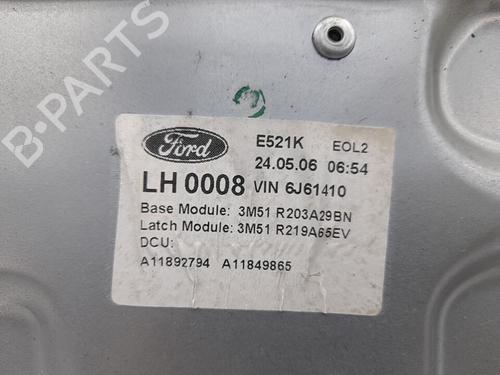 B-PARTS
Ford
E521K EOL2
24.05.06 06:54
LH 0008 VIN 6J61410
Base Module: 3M51 R203A29BN
Latch Module: 3M51 R219A65EV
DCU:
A11892794 A11849865